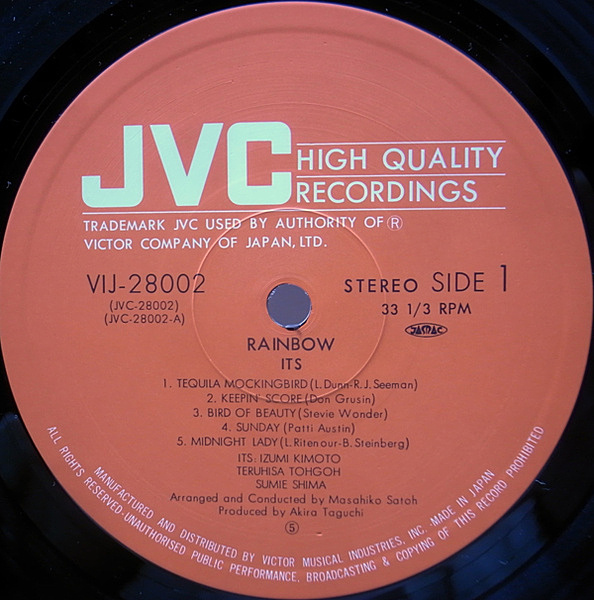 JVC
HIGH QUALITY
RECORDINGS
TRADEMARK JVC USED BY AUTHORITY OF Ⓡ
VICTOR COMPANY OF JAPAN, LTD.
VIJ-28002
(JVC-28002)
(JVC-28002-A)
STEREO SIDE 1
33 1/3 RPM
JASRAC
RAINBOW
ITS
1. TEQUILA MOCKINGBIRD (L. Dunn-R. J. Seeman)
2. KEEPIN' SCORE (Don Grusin)
3. BIRD OF BEAUTY (Stevie Wonder)
4. SUNDAY (Patti Austin)
5. MIDNIGHT LADY (L. Ritenour-B. Steinberg)
ITS: IZUMI KIMOTO
TERUHISA TOHGOH
SUMIE SHIMA
Arranged and Conducted by Masahiko Satoh
Produced by Akira Taguchi
Ⓢ
MANUFACTURED AND DISTRIBUTED BY VICTOR MUSICAL INDUSTRIES, INC. MADE IN JAPAN
ALL RIGHTS RESERVED-UNAUTHORISED PUBLIC PERFORMANCE, BROADCASTING & COPYING OF THIS RECORD PROHIBITED